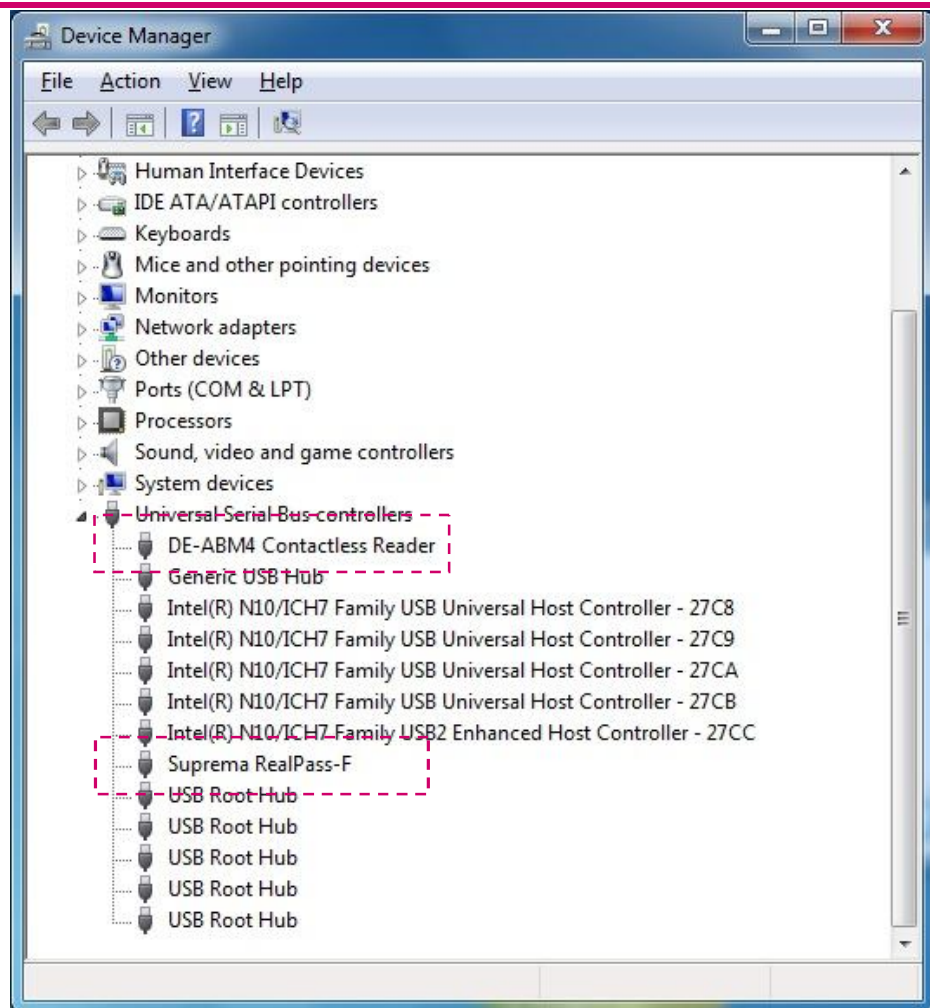 Device Manager
File Action View Help
Human Interface Devices
IDE ATA/ATAPI controllers
Keyboards
Mice and other pointing devices
Monitors
Network adapters
Other devices
Ports (COM & LPT)
Processors
Sound, video and game controllers
System devices
Universal Serial Bus controllers
DE-ABM4 Contactless Reader
Generic USB Hub
Intel(R) N10/ICH7 Family USB Universal Host Controller - 27C8
Intel(R) N10/ICH7 Family USB Universal Host Controller - 27C9
Intel(R) N10/ICH7 Family USB Universal Host Controller - 27CA
Intel(R) N10/ICH7 Family USB Universal Host Controller - 27CB
Intel(R) N10/ICH7 Family USB2 Enhanced Host Controller - 27CC
Suprema RealPass-F
USB Root Hub
USB Root Hub
USB Root Hub
USB Root Hub
USB Root Hub